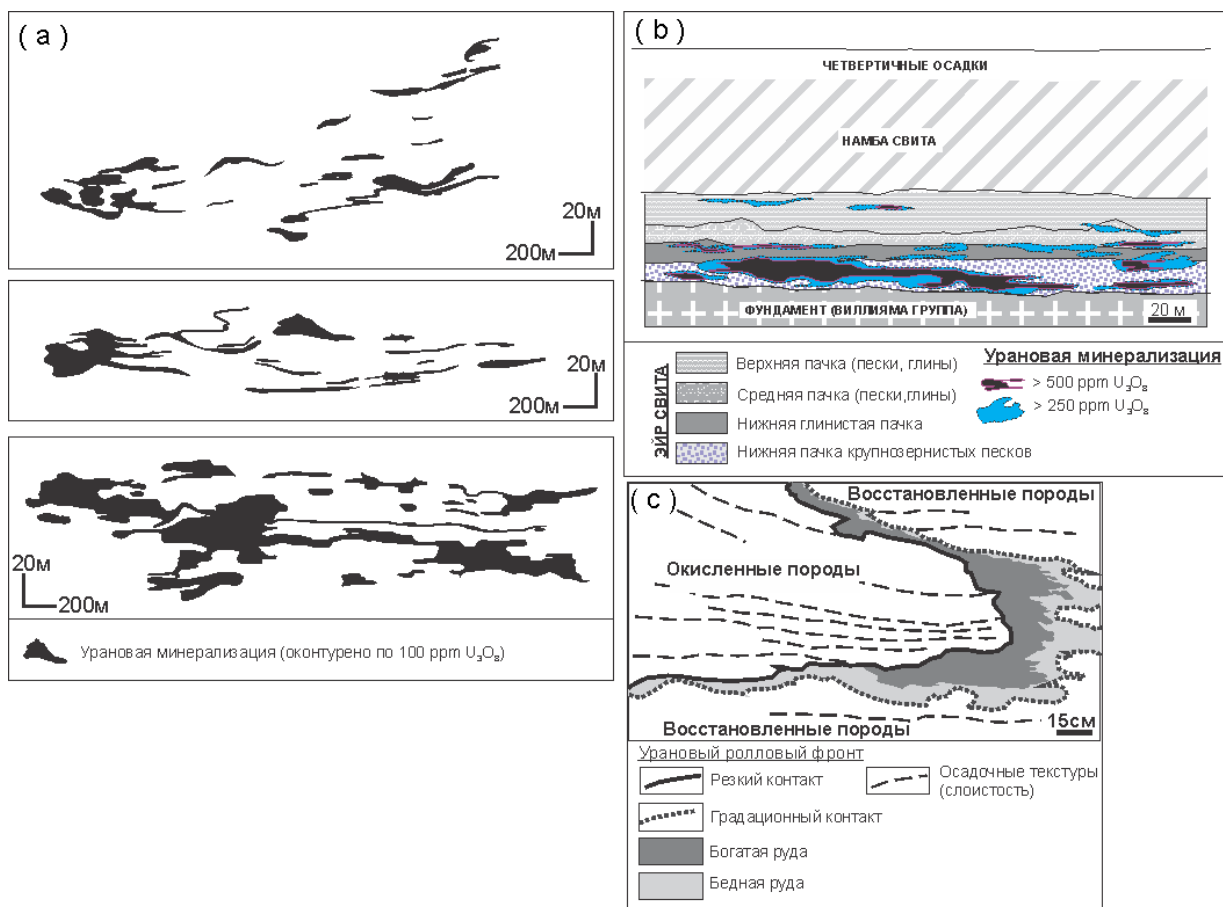 ( a )
20м
200м
20м
200м
20м
200м
Урановая минерализация (оконтурено по 100 ppm U₃O₈)
( b )
ЧЕТВЕРТИЧНЫЕ ОСАДКИ
НАМБА СВИТА
ФУНДАМЕНТ (ВИЛЛИЯМА ГРУППА)
20 м
ЭЙР СВИТА
Верхняя пачка (пески, глины)
Средняя пачка (пески,глины)
Нижняя глинистая пачка
Нижняя пачка крупнозернистых песков
Урановая минерализация
> 500 ppm U₃O₈
> 250 ppm U₃O₈
( c )
Восстановленные породы
Окисленные породы
Восстановленные породы
15см
Урановый ролловый фронт
Резкий контакт
Градационный контакт
Богатая руда
Бедная руда
Осадочные текстуры
(слоистость)